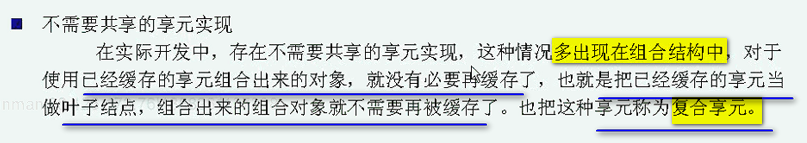 不需要共享的享元实现
在实际开发中，存在不需要共享的享元实现，这种情况多出现在组合结构中，对于
使用已经缓存的享元组合出来的对象，就没有必要再缓存了，也就是把已经缓存的享元当
做叶子结点，组合出来的组合对象就不需要再被缓存了。也把这种享元称为复合享元。